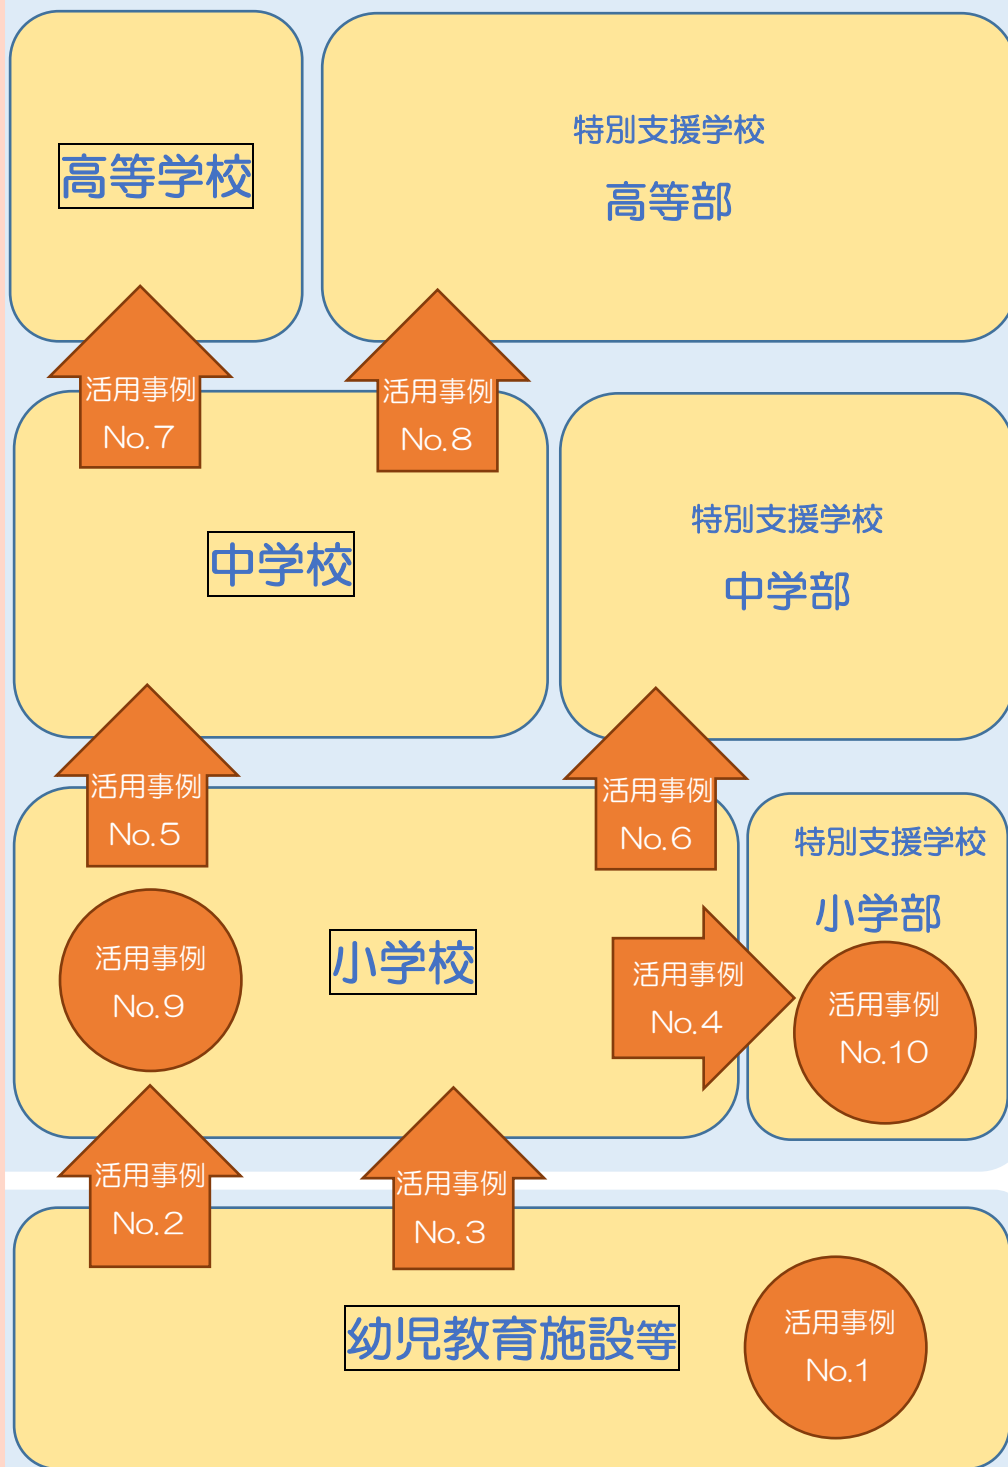 高等学校
特別支援学校
高等部
活用事例
No.7
活用事例
No.8
中学校
特別支援学校
中学部
活用事例
No.5
活用事例
No.6
特別支援学校
小学部
活用事例
No.9
小学校
活用事例
No.4
活用事例
No.10
活用事例
No.2
活用事例
No.3
幼児教育施設等
活用事例
No.1